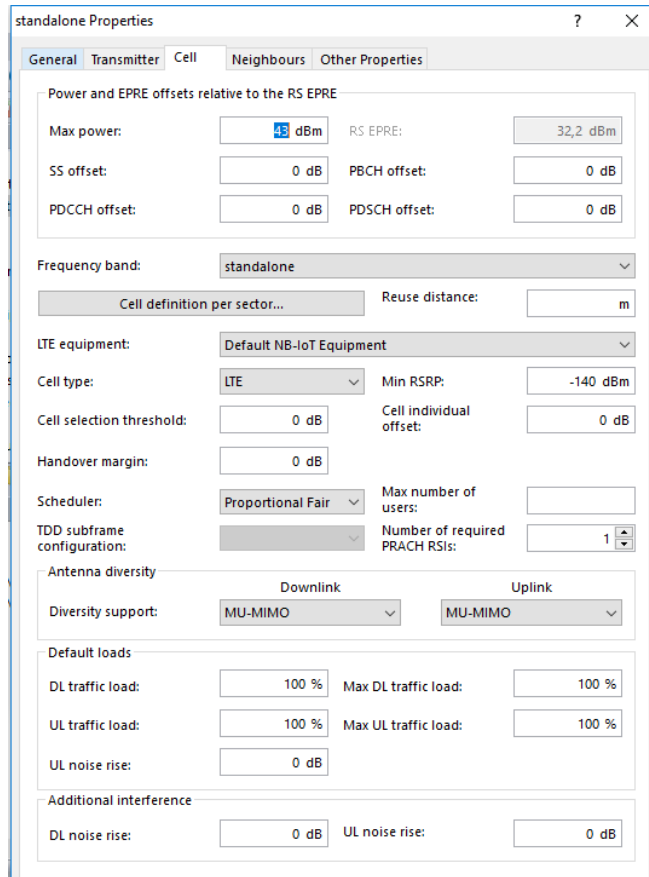 standalone Properties ? ×
General Transmitter Cell Neighbours Other Properties
Power and EPRE offsets relative to the RS EPRE
Max power: 43 dBm RS EPRE: 32,2 dBm
SS offset: 0 dB PBCH offset: 0 dB
PDCCH offset: 0 dB PDSCH offset: 0 dB
Frequency band: standalone
Cell definition per sector... Reuse distance: m
LTE equipment: Default NB-IoT Equipment
Cell type: LTE Min RSRP: -140 dBm
Cell selection threshold: 0 dB Cell individual
offset: 0 dB
Handover margin: 0 dB
Scheduler: Proportional Fair Max number of
users:
TDD subframe
configuration: Number of required
PRACH RSIs: 1
Antenna diversity
Downlink Uplink
Diversity support: MU-MIMO MU-MIMO
Default loads
DL traffic load: 100 % Max DL traffic load: 100 %
UL traffic load: 100 % Max UL traffic load: 100 %
UL noise rise: 0 dB
Additional interference
DL noise rise: 0 dB UL noise rise: 0 dB